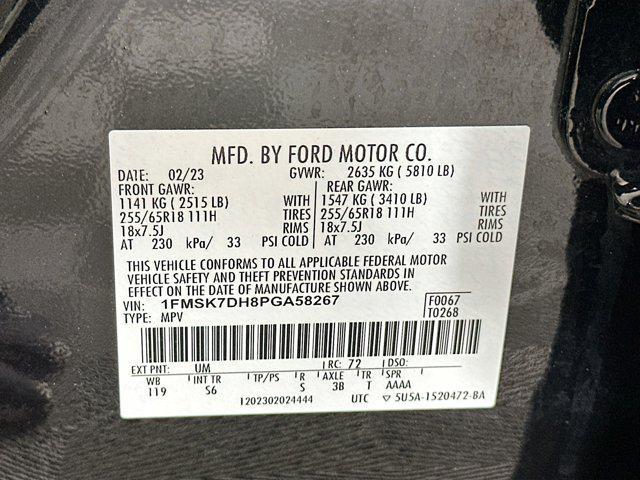 MFD. BY FORD MOTOR CO.
DATE: 02/23 GVWR: 2635 KG ( 5810 LB)
FRONT GAWR: REAR GAWR:
1141 KG ( 2515 LB) WITH 1547 KG ( 3410 LB) WITH
255/65R18 111H TIRES 255/65R18 111H TIRES
18x7.5J RIMS 18x7.5J RIMS
AT 230 kPa/ 33 PSI COLD AT 230 kPa/ 33 PSI COLD
THIS VEHICLE CONFORMS TO ALL APPLICABLE FEDERAL MOTOR
VEHICLE SAFETY AND THEFT PREVENTION STANDARDS IN
EFFECT ON THE DATE OF MANUFACTURE SHOWN ABOVE.
VIN: 1FMSK7DH8PGA58267 F0067
TYPE: MPV T0268
EXT PNT: UM RC: 72 DSO:
WB INT TR TP/PS R AXLE TR SPR
119 S6 S 3B T AAAA
1202302024444 UTC ▽ 5U5A-1520472-BA